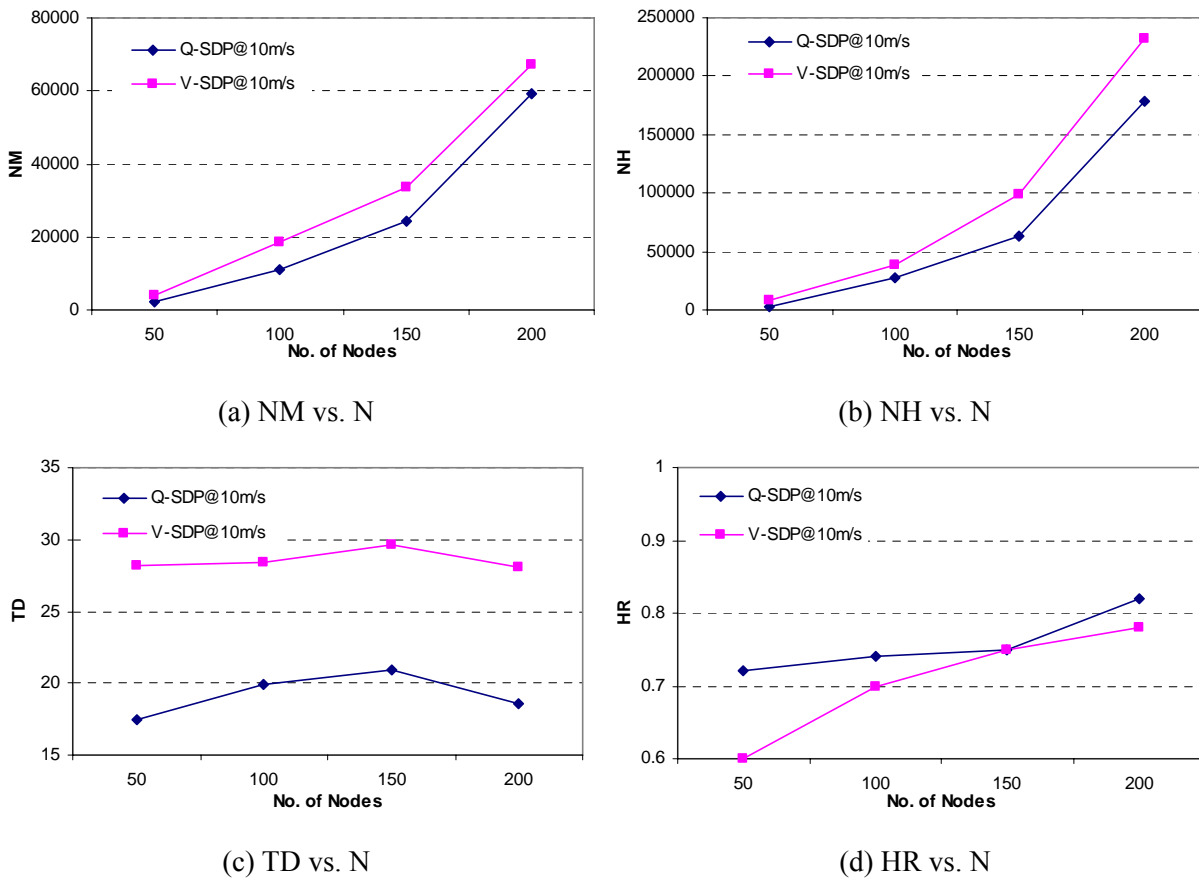 80000
60000
40000
20000
0
NM
Q-SDP@10m/s
V-SDP@10m/s
50 100 150 200
No. of Nodes
(a) NM vs. N
250000
200000
150000
100000
50000
0
NH
Q-SDP@10m/s
V-SDP@10m/s
50 100 150 200
No. of Nodes
(b) NH vs. N
35
30
25
20
15
TD
Q-SDP@10m/s
V-SDP@10m/s
50 100 150 200
No. of Nodes
(c) TD vs. N
1
0.9
0.8
0.7
0.6
HR
Q-SDP@10m/s
V-SDP@10m/s
50 100 150 200
No. of Nodes
(d) HR vs. N